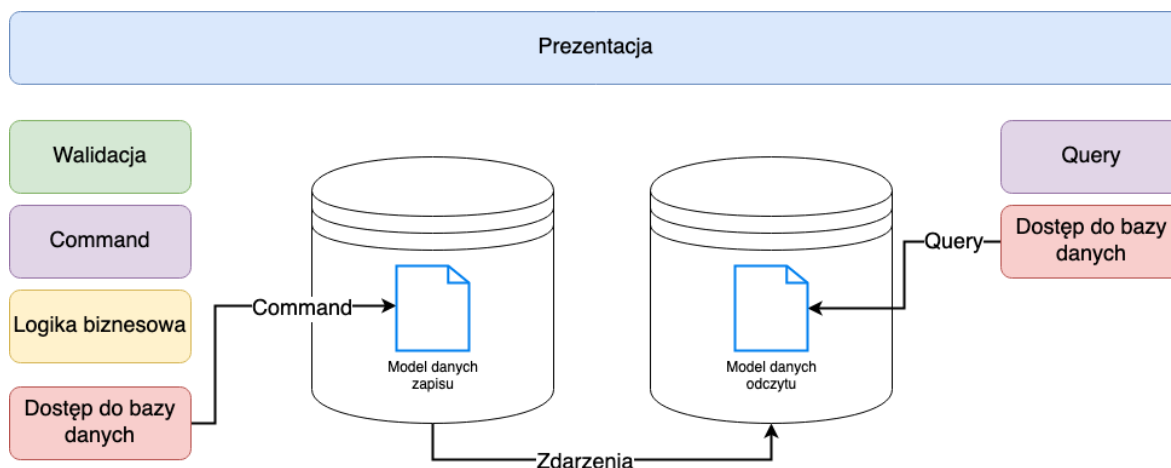 Prezentacja
Walidacja
Command
Logika biznesowa
Dostęp do bazy
danych
Command
Model danych
zapisu
Zdarzenia
Model danych
odczytu
Query
Query
Dostęp do bazy
danych